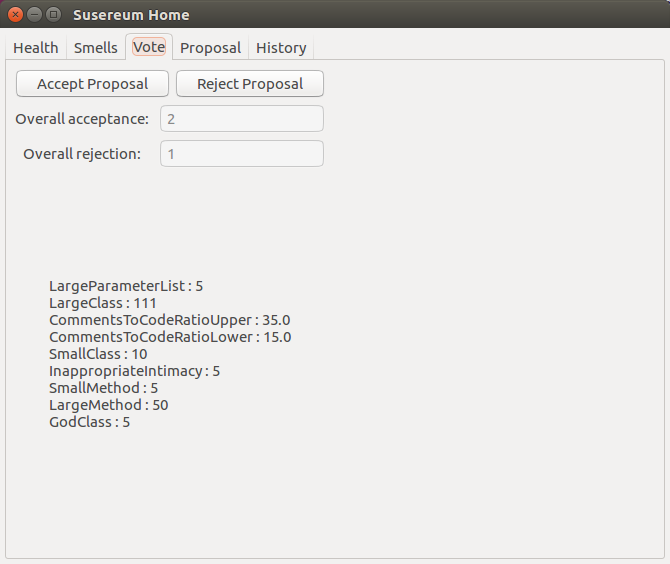 Susereum Home
Health Smells Vote Proposal History
Accept Proposal Reject Proposal
Overall acceptance: 2
Overall rejection: 1
LargeParameterList : 5
LargeClass : 111
CommentsToCodeRatioUpper : 35.0
CommentsToCodeRatioLower : 15.0
SmallClass : 10
InappropriateIntimacy : 5
SmallMethod : 5
LargeMethod : 50
GodClass : 5